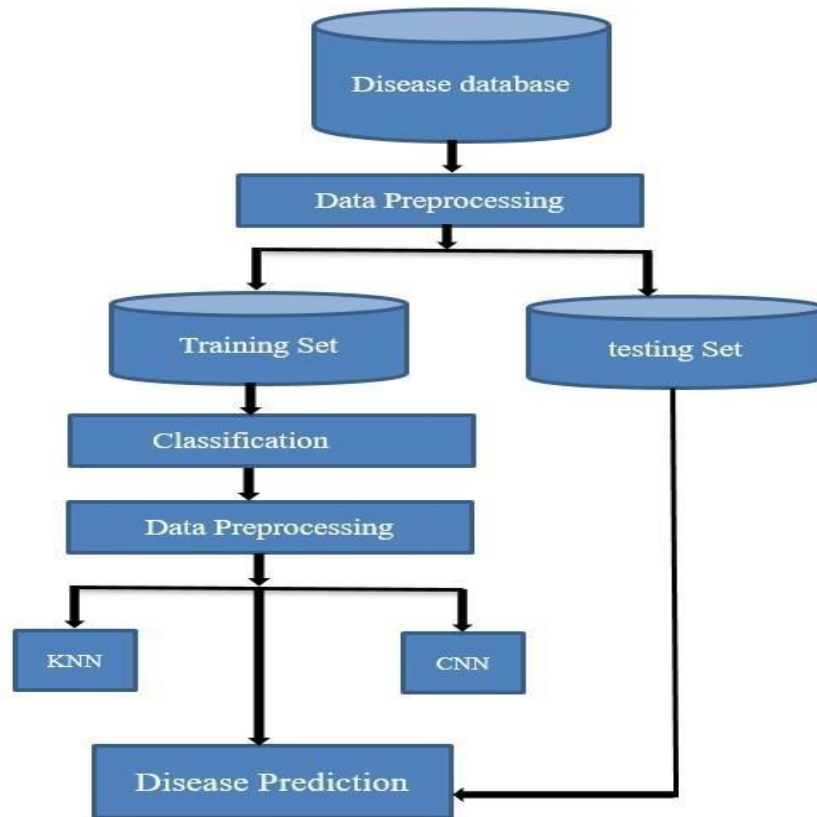 Disease database
Data Preprocessing
Training Set
testing Set
Classification
Data Preprocessing
KNN
CNN
Disease Prediction